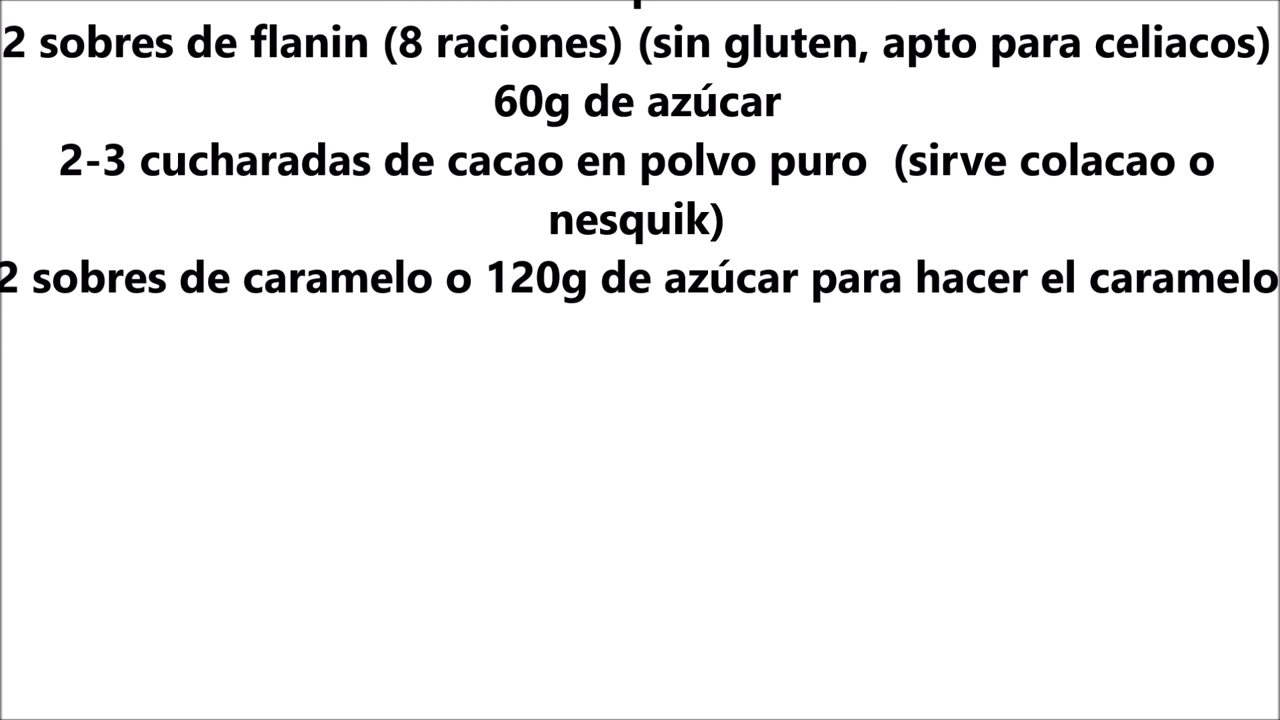 2 sobres de flanin (8 raciones) (sin gluten, apto para celiacos)
60g de azúcar
2-3 cucharadas de cacao en polvo puro  (sirve colacao o
nesquik)
2 sobres de caramelo o 120g de azúcar para hacer el caramelo